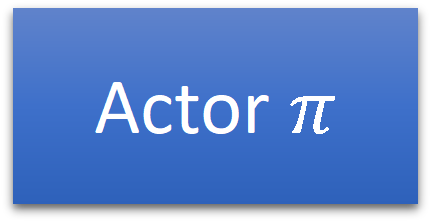 Actor π